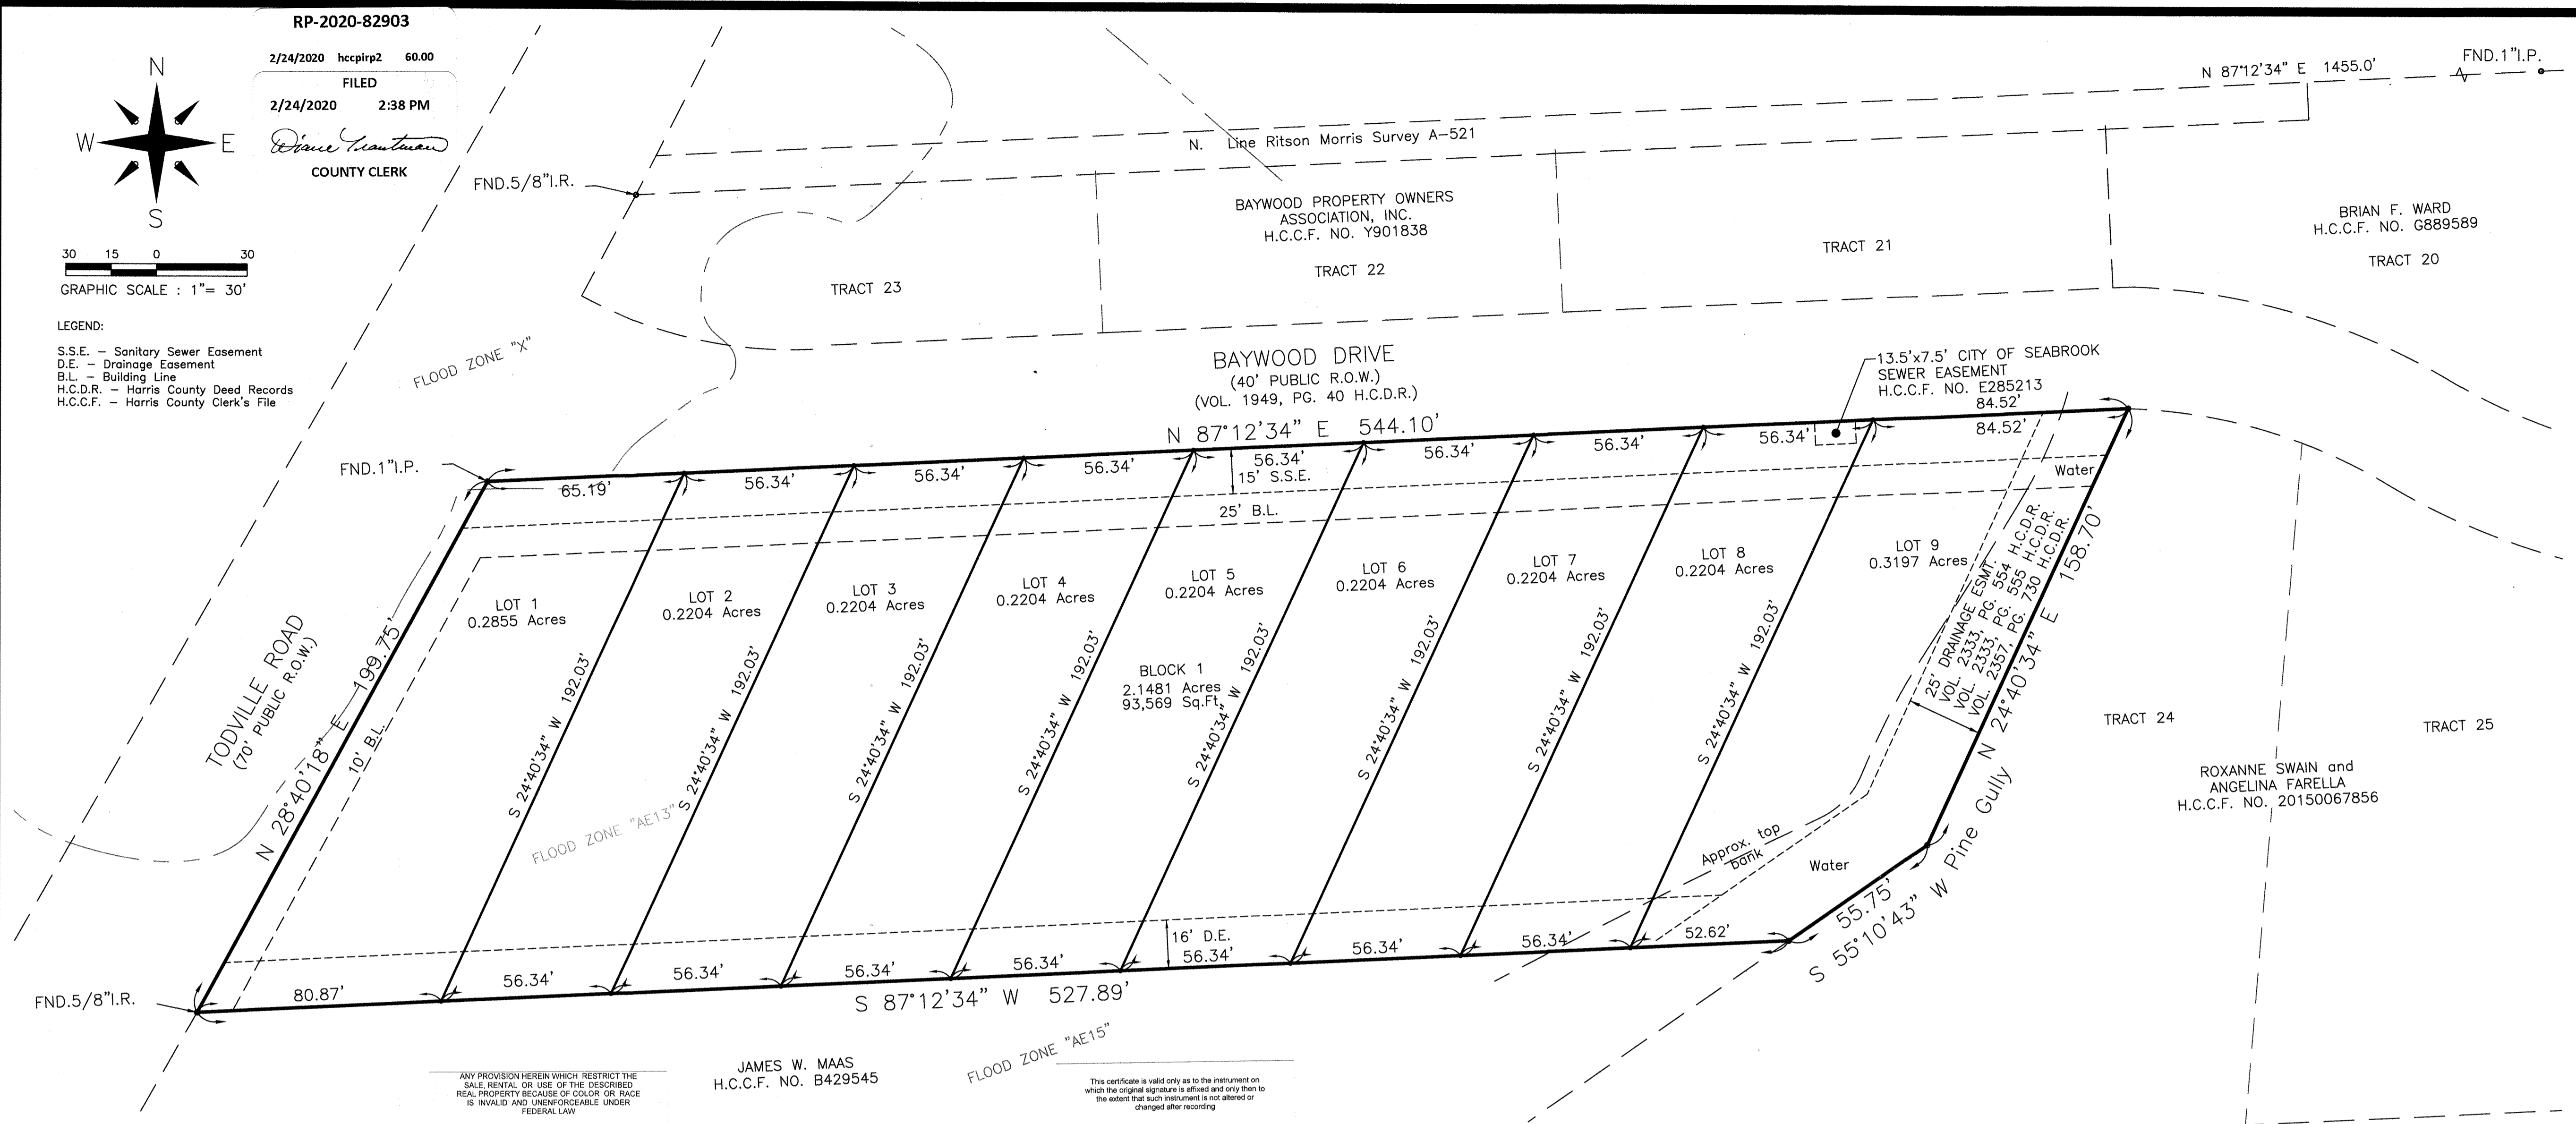 RP-2020-82903
2/24/2020 hccpirp2 60.00
FILED
2/24/2020 2:38 PM
Diane Trautman
COUNTY CLERK
N
W E
S
30 15 0 30
GRAPHIC SCALE : 1"= 30'
LEGEND:
S.S.E. – Sanitary Sewer Easement
D.E. – Drainage Easement
B.L. – Building Line
H.C.D.R. – Harris County Deed Records
H.C.C.F. – Harris County Clerk's File
N 87°12'34" E 1455.0'
FND.1"I.P.
N. Line Ritson Morris Survey A-521
FND.5/8"I.R.
BAYWOOD PROPERTY OWNERS
ASSOCIATION, INC.
H.C.C.F. NO. Y901838
TRACT 22
TRACT 23
TRACT 21
BRIAN F. WARD
H.C.C.F. NO. G889589
TRACT 20
FLOOD ZONE "X"
BAYWOOD DRIVE
(40' PUBLIC R.O.W.)
(VOL. 1949, PG. 40 H.C.D.R.)
13.5'x7.5' CITY OF SEABROOK
SEWER EASEMENT
H.C.C.F. NO. E285213
84.52'
N 87°12'34" E 544.10'
FND.1"I.P.
65.19'
56.34'
56.34'
56.34'
56.34'
56.34'
56.34'
56.34'
84.52'
15' S.S.E.
25' B.L.
Water
LOT 1
0.2855 Acres
LOT 2
0.2204 Acres
LOT 3
0.2204 Acres
LOT 4
0.2204 Acres
LOT 5
0.2204 Acres
LOT 6
0.2204 Acres
LOT 7
0.2204 Acres
LOT 8
0.2204 Acres
LOT 9
0.3197 Acres
BLOCK 1
2.1481 Acres
93,569 Sq.Ft.
TODVILLE ROAD
(70' PUBLIC R.O.W.)
N 28°40'18" E 199.75'
10' B.L.
S 24°40'34" W 192.03'
S 24°40'34" W 192.03'
S 24°40'34" W 192.03'
S 24°40'34" W 192.03'
S 24°40'34" W 192.03'
S 24°40'34" W 192.03'
S 24°40'34" W 192.03'
S 24°40'34" W 192.03'
25' DRAINAGE ESMT.
VOL. 2333, PG. 554 H.C.D.R.
VOL. 2333, PG. 555 H.C.D.R.
VOL. 2357, PG. 730 H.C.D.R.
N 24°40'34" E 158.70'
TRACT 24
TRACT 25
ROXANNE SWAIN and
ANGELINA FARELLA
H.C.C.F. NO. 20150067856
FLOOD ZONE "AE13"
Approx. top
bank
Water
Pine Gully
55.75'
S 55°10'43" W
16' D.E.
FND.5/8"I.R.
80.87'
56.34'
56.34'
56.34'
56.34'
56.34'
56.34'
56.34'
52.62'
S 87°12'34" W 527.89'
FLOOD ZONE "AE15"
JAMES W. MAAS
H.C.C.F. NO. B429545
ANY PROVISION HEREIN WHICH RESTRICT THE
SALE, RENTAL OR USE OF THE DESCRIBED
REAL PROPERTY BECAUSE OF COLOR OR RACE
IS INVALID AND UNENFORCEABLE UNDER
FEDERAL LAW
This certificate is valid only as to the instrument on
which the original signature is affixed and only then to
the extent that such instrument is not altered or
changed after recording